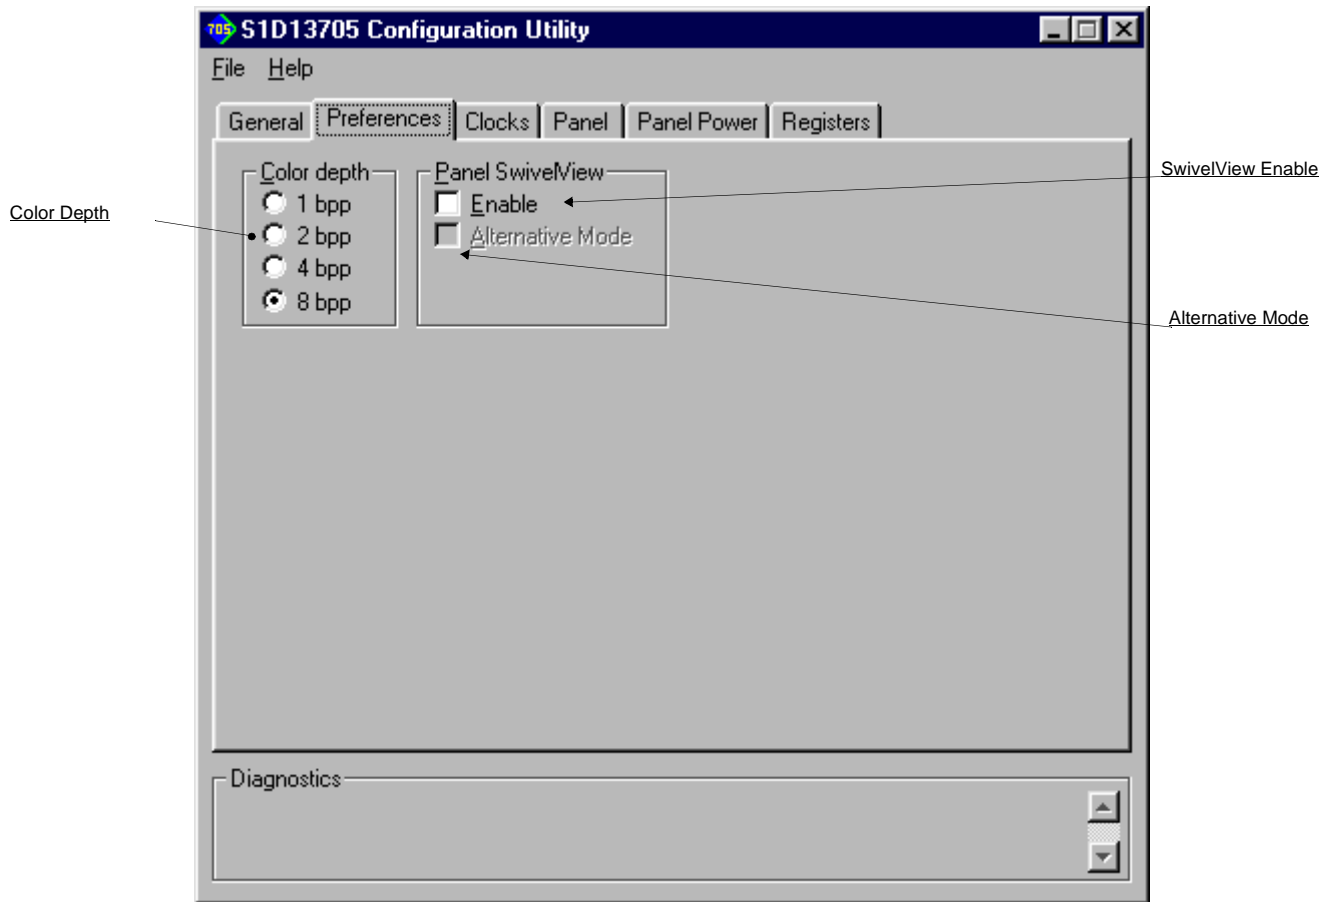 705 S1D13705 Configuration Utility
File Help
General Preferences Clocks Panel Panel Power Registers
Color depth
1 bpp
2 bpp
4 bpp
8 bpp
Panel SwivelView
Enable
Alternative Mode
SwivelView Enable
Color Depth
Alternative Mode
Diagnostics